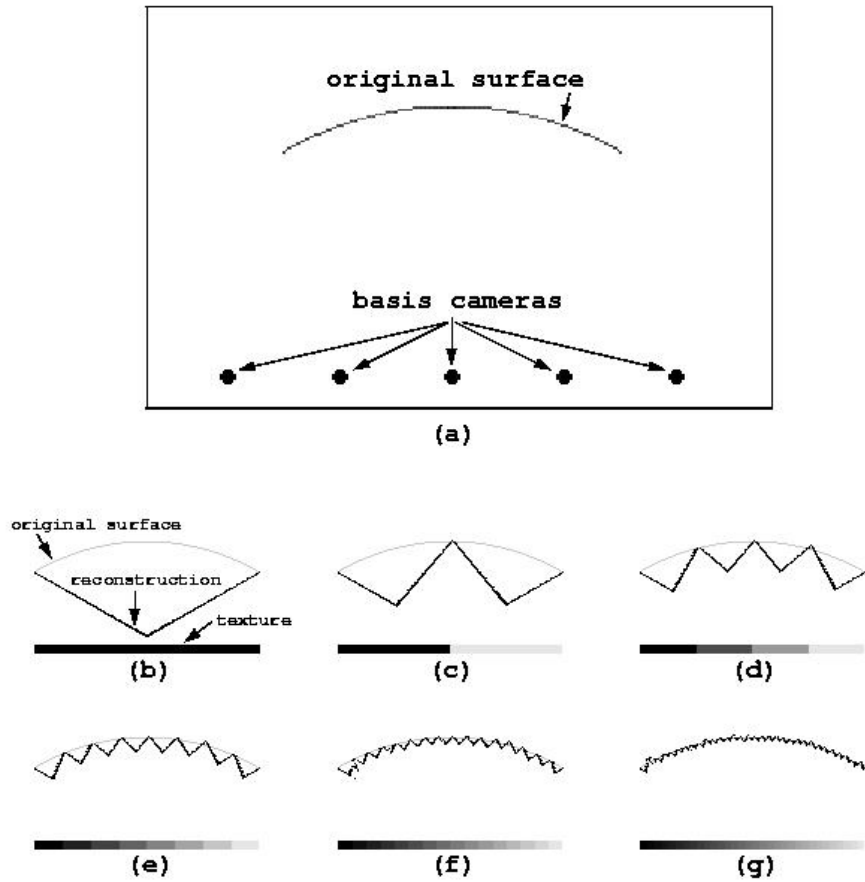 original surface
basis cameras
(a)
original surface
reconstruction
texture
(b)
(c)
(d)
(e)
(f)
(g)